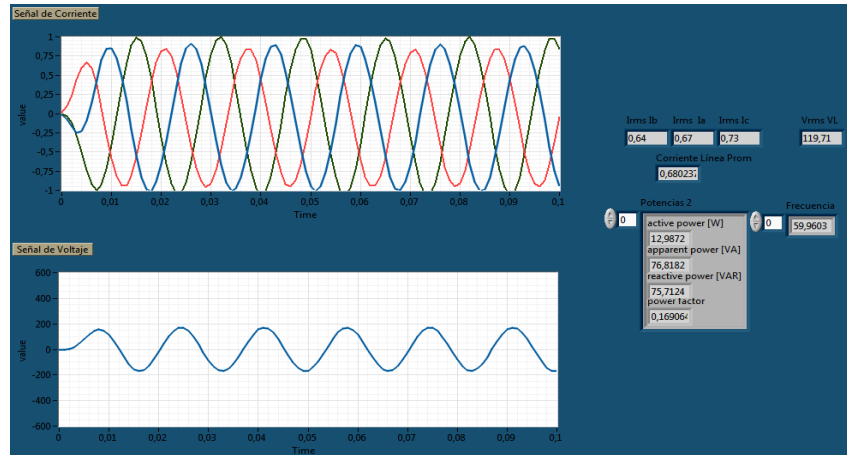 Señal de Corriente
1
0,75
0,5
0,25
0
-0,25
-0,5
-0,75
-1
value
0 0,01 0,02 0,03 0,04 0,05 0,06 0,07 0,08 0,09 0,1
Time
Irms Ib Irms Ia Irms Ic Vrms VL
0,64 0,67 0,73 119,71
Corriente Línea Prom
0,680237
Potencias 2 Frecuencia
0 active power [W] 0 59,9603
12,9872
apparent power [VA]
76,8182
reactive power [VAR]
75,7124
power factor
0,169064
Señal de Voltaje
600
400
200
0
-200
-400
-600
value
0 0,01 0,02 0,03 0,04 0,05 0,06 0,07 0,08 0,09 0,1
Time